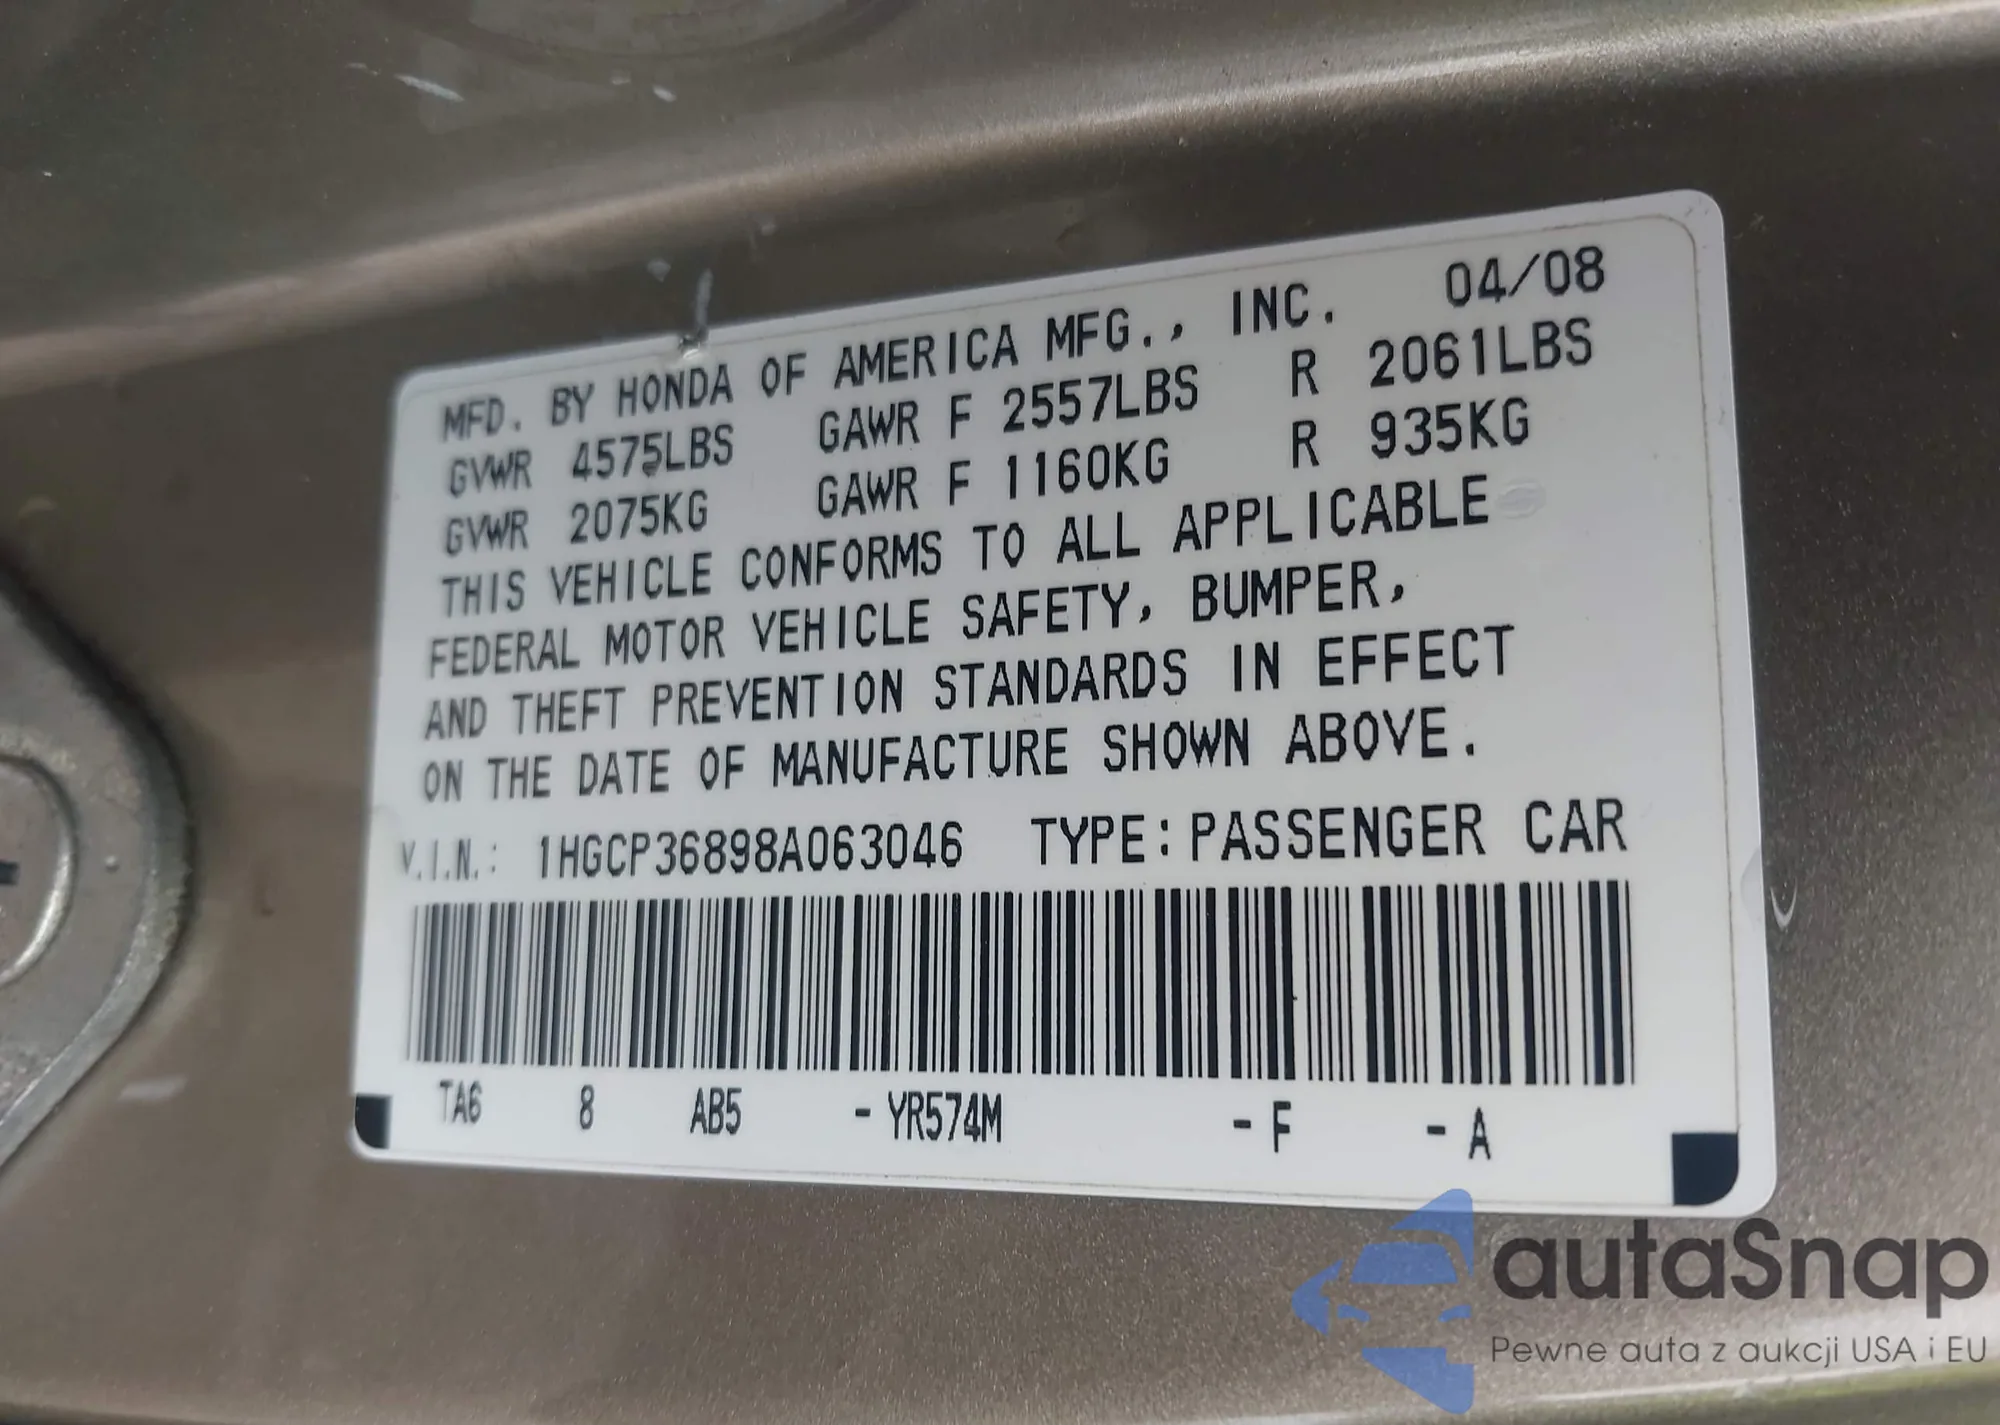 MFD. BY HONDA OF AMERICA MFG., INC. 04/08
GVWR 4575LBS GAWR F 2557LBS R 2061LBS
GVWR 2075KG GAWR F 1160KG R 935KG
THIS VEHICLE CONFORMS TO ALL APPLICABLE
FEDERAL MOTOR VEHICLE SAFETY, BUMPER,
AND THEFT PREVENTION STANDARDS IN EFFECT
ON THE DATE OF MANUFACTURE SHOWN ABOVE.
V.I.N.: 1HGCP36898A063046 TYPE: PASSENGER CAR
TA6 8 AB5 - YR574M - F - A
autaSnap
Pewne auta z aukcji USA i EU